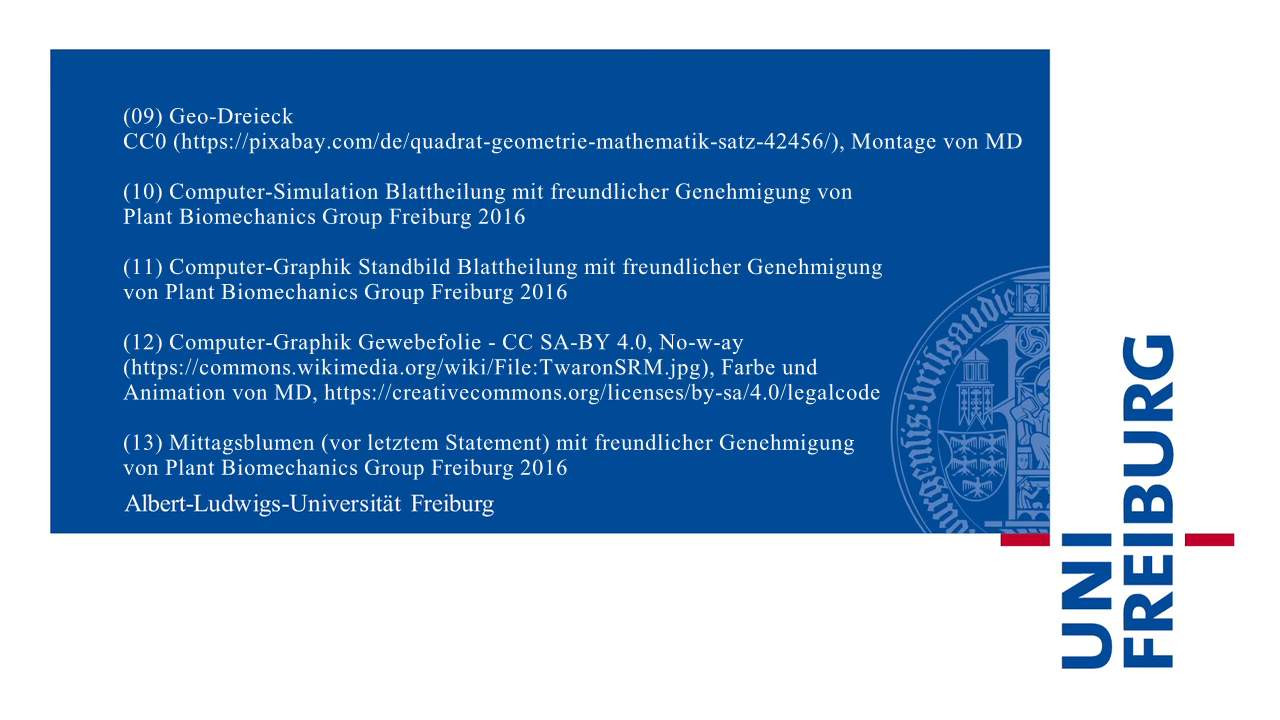 (09) Geo-Dreieck
CC0 (https://pixabay.com/de/quadrat-geometrie-mathematik-satz-42456/), Montage von MD
(10) Computer-Simulation Blattheilung mit freundlicher Genehmigung von
Plant Biomechanics Group Freiburg 2016
(11) Computer-Graphik Standbild Blattheilung mit freundlicher Genehmigung
von Plant Biomechanics Group Freiburg 2016
(12) Computer-Graphik Gewebefolie - CC SA-BY 4.0, No-w-ay
(https://commons.wikimedia.org/wiki/File:TwaronSRM.jpg), Farbe und
Animation von MD, https://creativecommons.org/licenses/by-sa/4.0/legalcode
(13) Mittagsblumen (vor letztem Statement) mit freundlicher Genehmigung
von Plant Biomechanics Group Freiburg 2016
Albert-Ludwigs-Universität Freiburg
UNI
FREIBURG